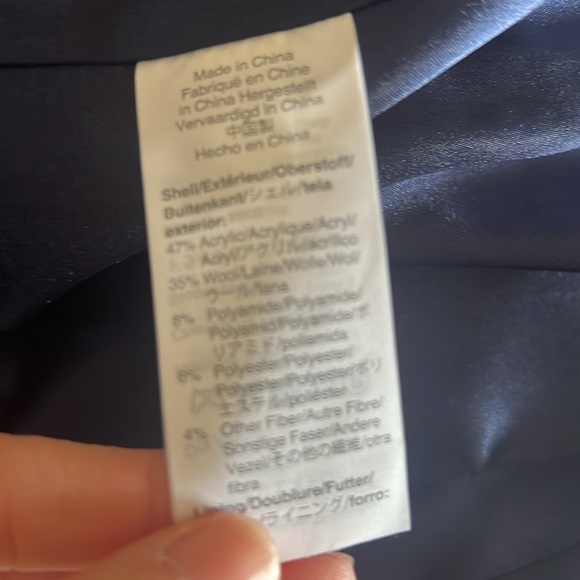 Made in China
Fabriqué en Chine
in China Hergestellt
Vervaardigd in China
中国製
Hecho en China
Shell/Extérieur/Oberstoff/
Buitenkant/シェル/tela
exterior:
47% Acrylic/Acrylique/Acryl/
Acryl/アクリル/acrílico
35% Wool/Laine/Wolle/Wol/
ウール/lana
8% Polyamide/Polyamide/
Polyamid/Polyamide/ポ
リアミド/poliamida
6% Polyester/Polyester/
Polyester/Polyester/ポリ
エステル/poliéster
4% Other Fiber/Autre Fibre/
Sonstige Faser/Andere
Vezel/その他の繊維/otra
fibra
Lining/Doublure/Futter/
/ライニング/forro: